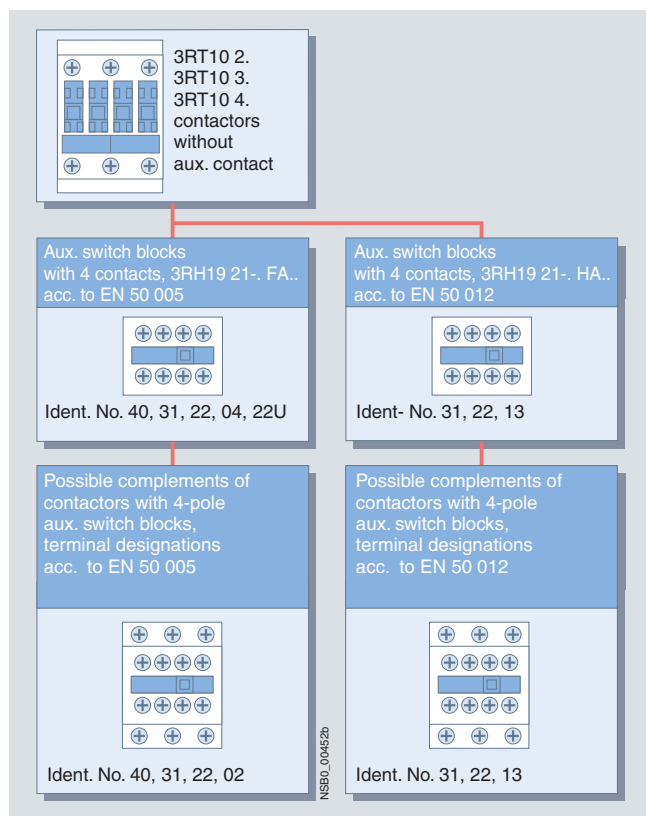 3RT10 2.
3RT10 3.
3RT10 4.
contactors
without
aux. contact
Aux. switch blocks
with 4 contacts, 3RH19 21-. FA..
acc. to EN 50 005
Ident. No. 40, 31, 22, 04, 22U
Aux. switch blocks
with 4 contacts, 3RH19 21-. HA..
acc. to EN 50 012
Ident- No. 31, 22, 13
Possible complements of
contactors with 4-pole
aux. switch blocks,
terminal designations
acc. to EN 50 005
Ident. No. 40, 31, 22, 02
Possible complements of
contactors with 4-pole
aux. switch blocks,
terminal designations
acc. to EN 50 012
Ident. No. 31, 22, 13
NSB0_00452b